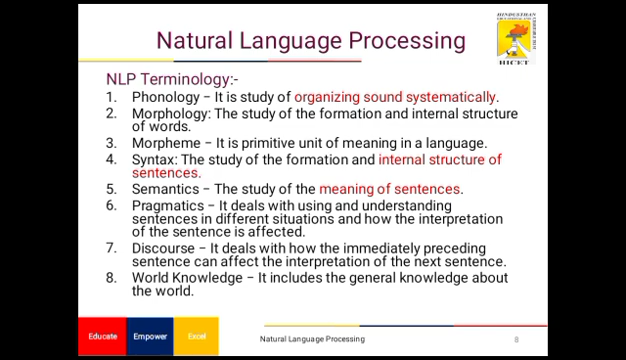 Natural Language Processing
HICET
NLP Terminology:-
1. Phonology – It is study of organizing sound systematically.
2. Morphology: The study of the formation and internal structure
of words.
3. Morpheme – It is primitive unit of meaning in a language.
4. Syntax: The study of the formation and internal structure of
sentences.
5. Semantics – The study of the meaning of sentences.
6. Pragmatics – It deals with using and understanding
sentences in different situations and how the interpretation
of the sentence is affected.
7. Discourse – It deals with how the immediately preceding
sentence can affect the interpretation of the next sentence.
8. World Knowledge – It includes the general knowledge about
the world.
Educate Empower Excel
Natural Language Processing 8